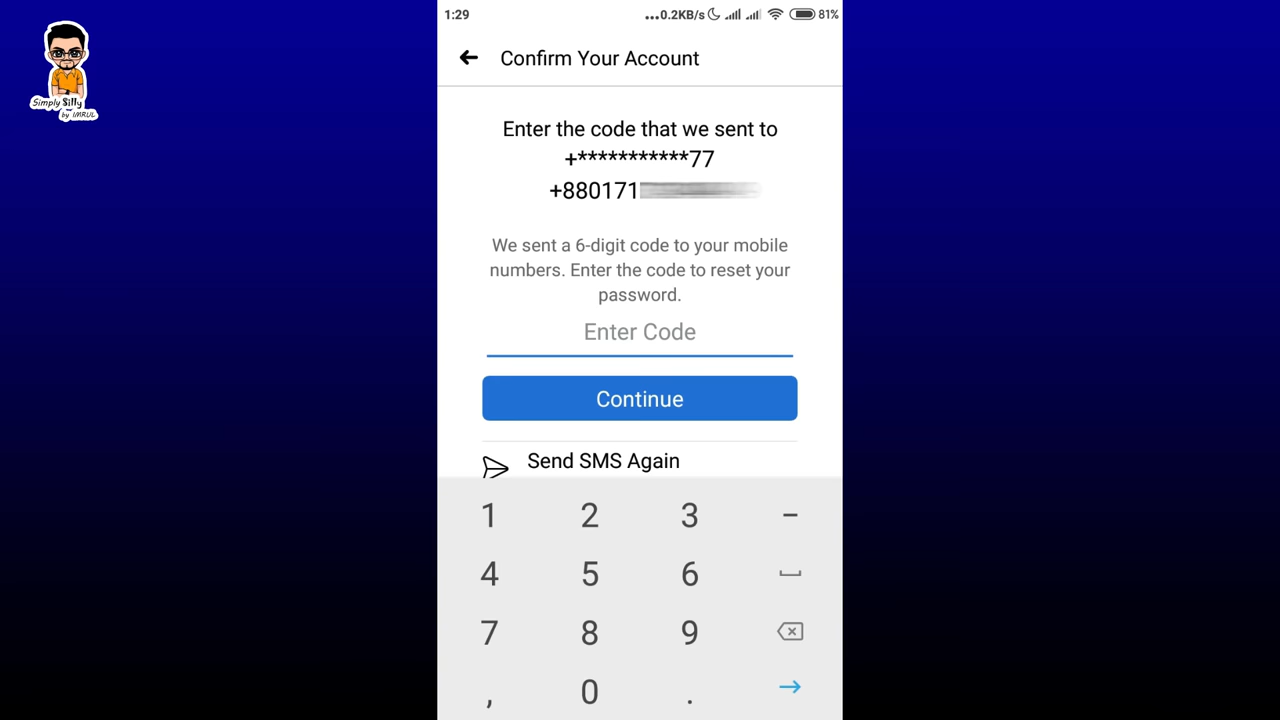 Simply Silly
by IMRUL
1:29
...0.2KB/s
81%
Confirm Your Account
Enter the code that we sent to
+***********77
+880171
We sent a 6-digit code to your mobile
numbers. Enter the code to reset your
password.
Enter Code
Continue
Send SMS Again
1 2 3 -
4 5 6
7 8 9
, 0 .